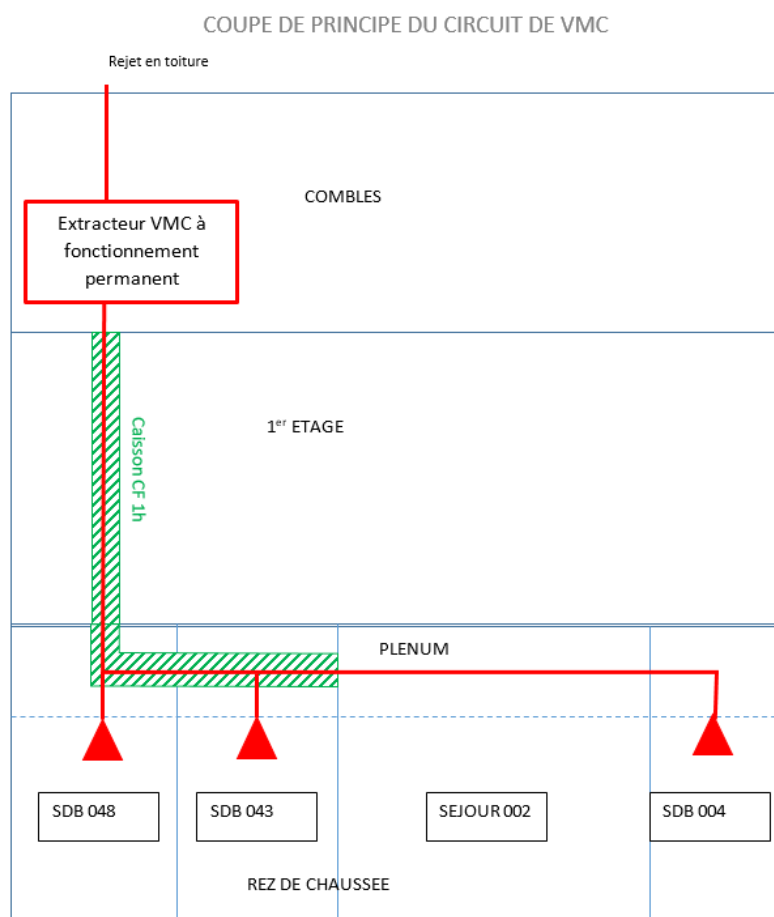 COUPE DE PRINCIPE DU CIRCUIT DE VMC
Rejet en toiture
COMBLES
Extracteur VMC à
fonctionnement
permanent
Caisson CF 1h
1er ETAGE
PLENUM
SDB 048
SDB 043
SEJOUR 002
SDB 004
REZ DE CHAUSSEE